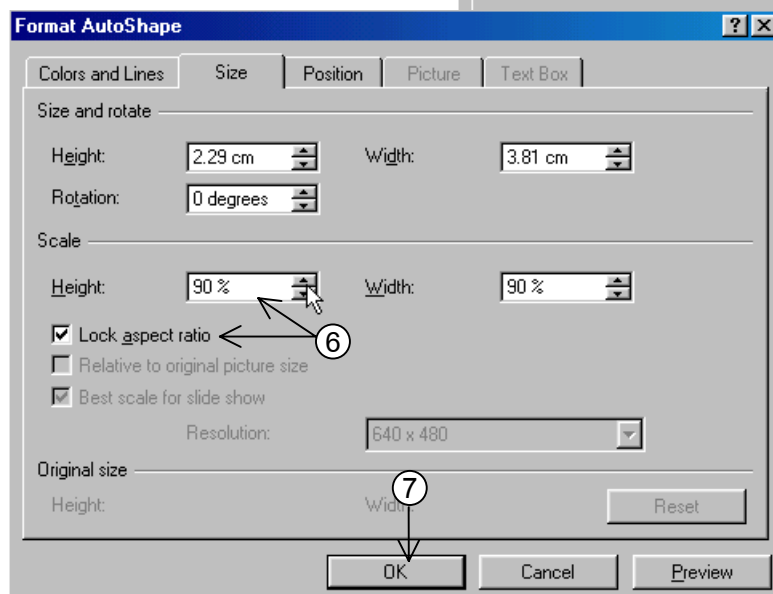 Format AutoShape
Colors and Lines Size Position Picture Text Box
Size and rotate
Height: 2.29 cm Width: 3.81 cm
Rotation: 0 degrees
Scale
Height: 90 % Width: 90 %
Lock aspect ratio 6
Relative to original picture size
Best scale for slide show
Resolution: 640 x 480
Original size
7
Height: Width: Reset
OK Cancel Preview